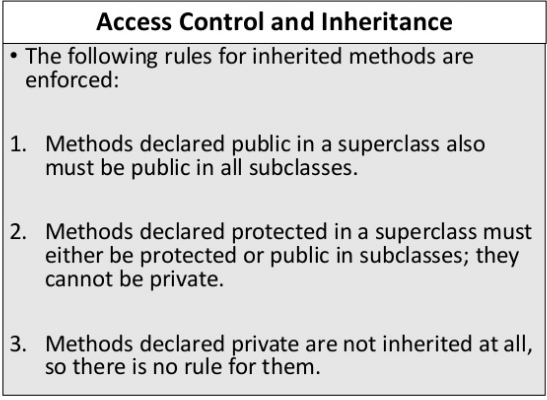 Access Control and Inheritance
• The following rules for inherited methods are
enforced:
1. Methods declared public in a superclass also
must be public in all subclasses.
2. Methods declared protected in a superclass must
either be protected or public in subclasses; they
cannot be private.
3. Methods declared private are not inherited at all,
so there is no rule for them.